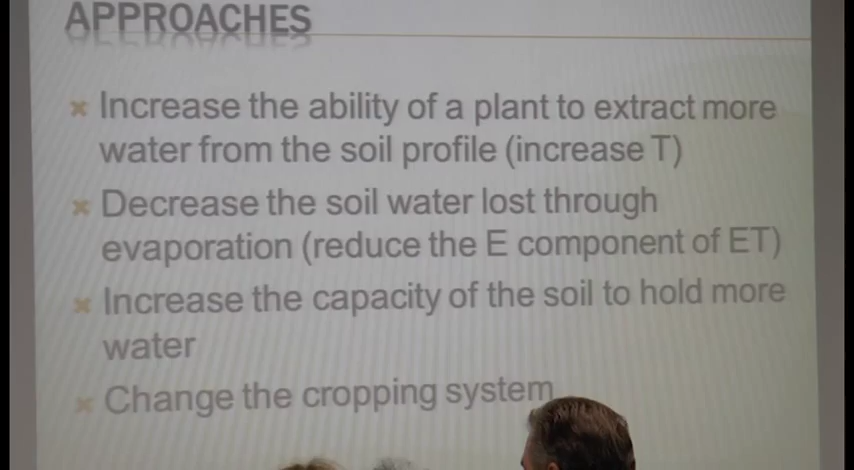 APPROACHES
Increase the ability of a plant to extract more
water from the soil profile (increase T)
Decrease the soil water lost through
evaporation (reduce the E component of ET)
Increase the capacity of the soil to hold more
water
Change the cropping system